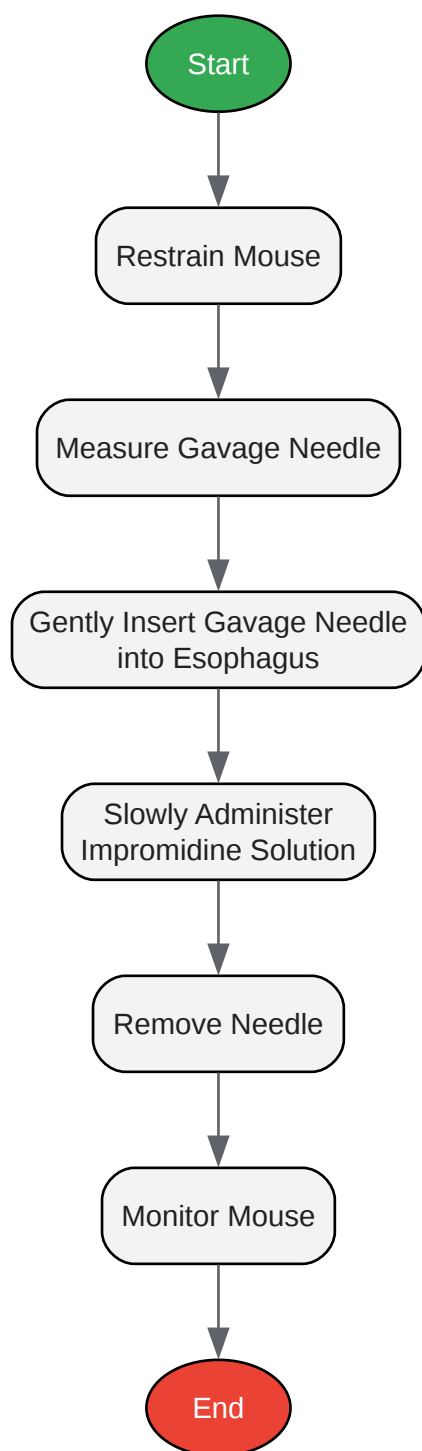 Start
Restrain Mouse
Measure Gavage Needle
Gently Insert Gavage Needle
into Esophagus
Slowly Administer
Impromidine Solution
Remove Needle
Monitor Mouse
End